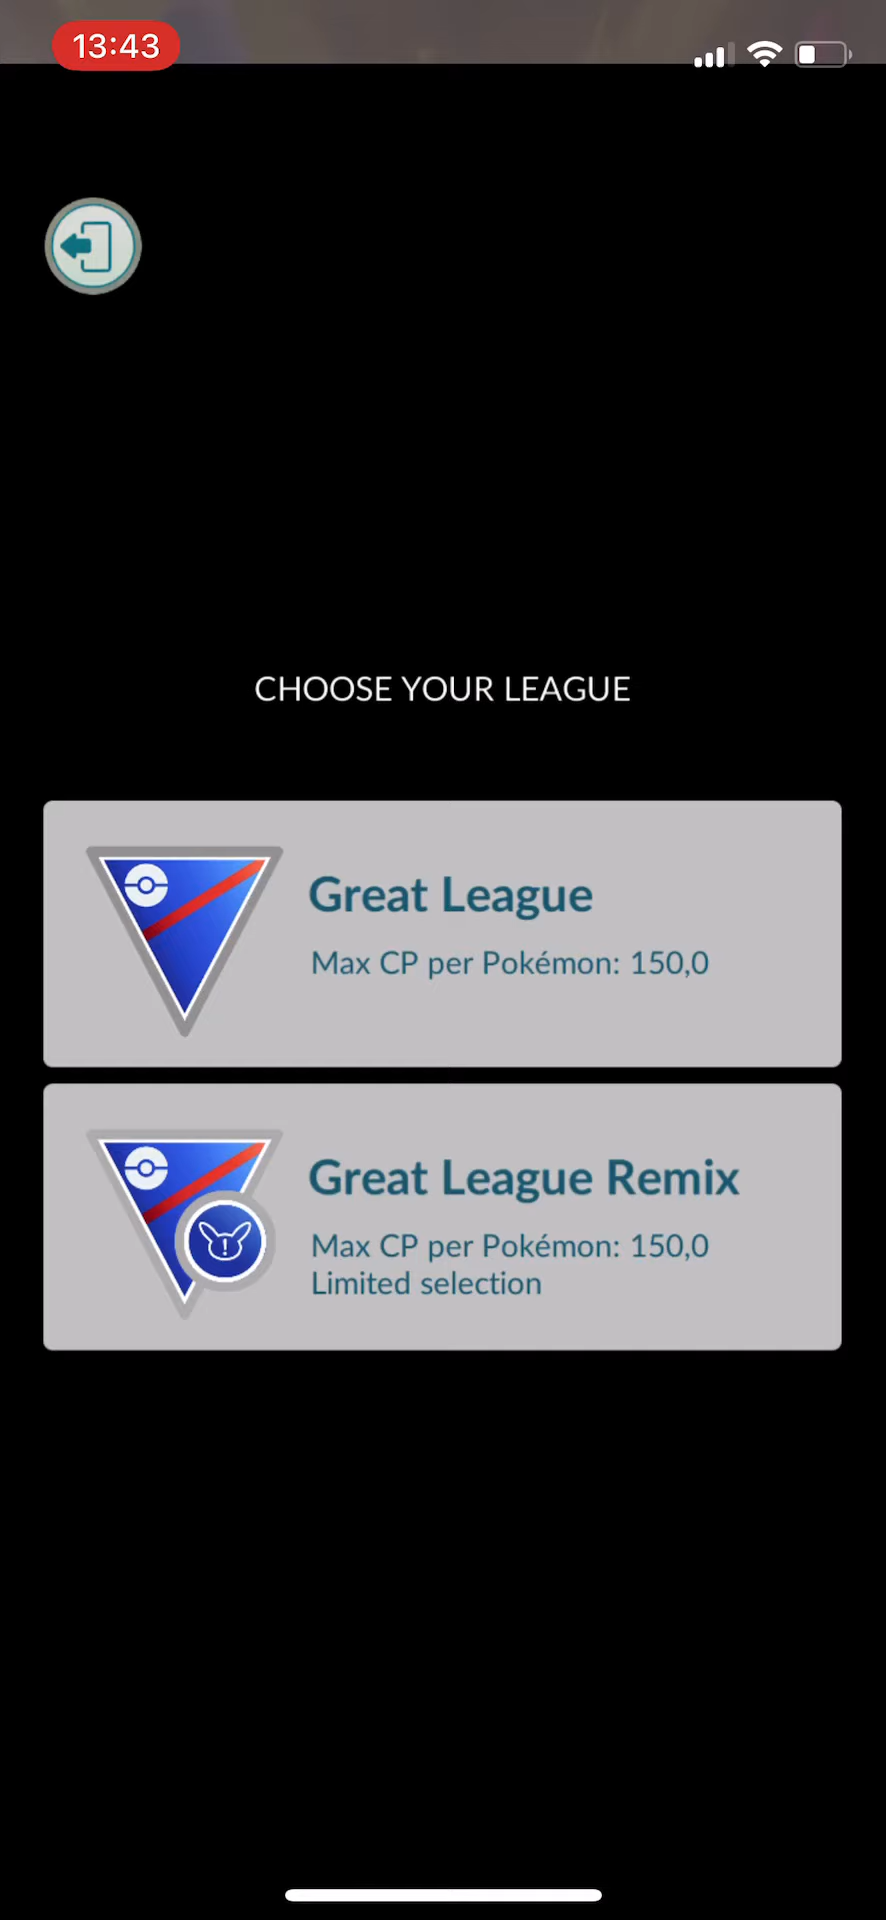 13:43
CHOOSE YOUR LEAGUE
Great League
Max CP per Pokémon: 150,0
Great League Remix
Max CP per Pokémon: 150,0
Limited selection